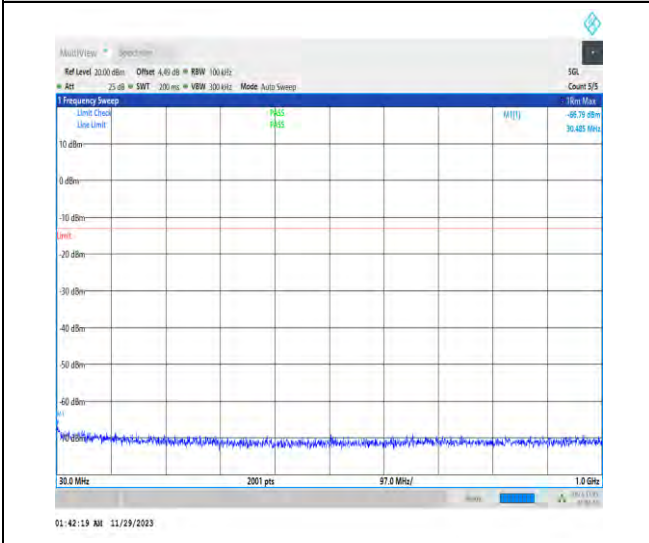 MultiView Spectrum
Ref Level 20.00 dBm Offset 4.49 dB RBW 100 kHz SGL
Att 25 dB SWT 200 ms VBW 300 kHz Mode Auto Sweep Count 5/5
1 Frequency Sweep 1Rm Max
Limit Check PASS M1[1] -66.79 dBm
Line Limit PASS 30.485 MHz
10 dBm
0 dBm
-10 dBm
Limit
-20 dBm
-30 dBm
-40 dBm
-50 dBm
-60 dBm
M1
-70 dBm
30.0 MHz 2001 pts 97.0 MHz/ 1.0 GHz
01:42:19 AM 11/29/2023